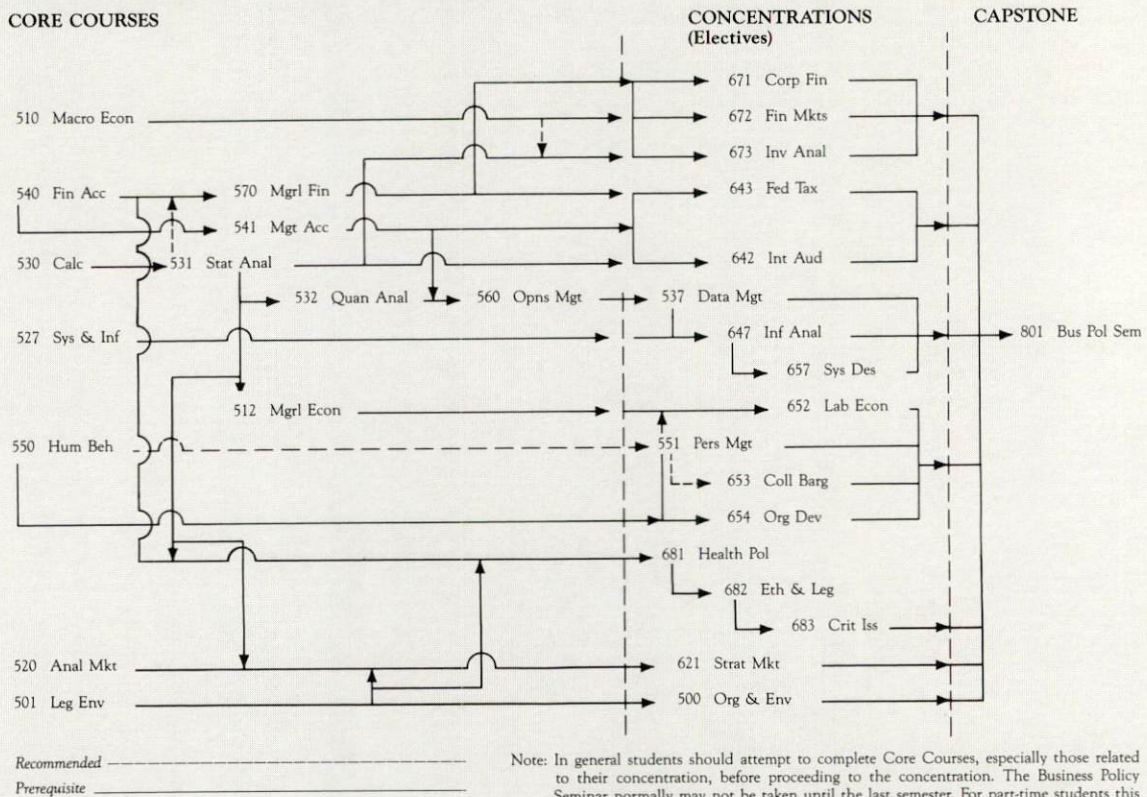 CORE COURSES
CONCENTRATIONS
(Electives)
CAPSTONE
671 Corp Fin
510 Macro Econ
672 Fin Mkts
673 Inv Anal
540 Fin Acc
570 Mgrl Fin
643 Fed Tax
541 Mgt Acc
530 Calc
531 Stat Anal
642 Int Aud
532 Quan Anal
560 Opns Mgt
537 Data Mgt
527 Sys & Inf
647 Inf Anal
801 Bus Pol Sem
657 Sys Des
512 Mgrl Econ
652 Lab Econ
550 Hum Beh
551 Pers Mgt
653 Coll Barg
654 Org Dev
681 Health Pol
682 Eth & Leg
683 Crit Iss
520 Anal Mkt
621 Strat Mkt
501 Leg Env
500 Org & Env
Recommended
Prerequisite
Note: In general students should attempt to complete Core Courses, especially those related
to their concentration, before proceeding to the concentration. The Business Policy
Seminar normally may not be taken until the last semester. For part-time students this